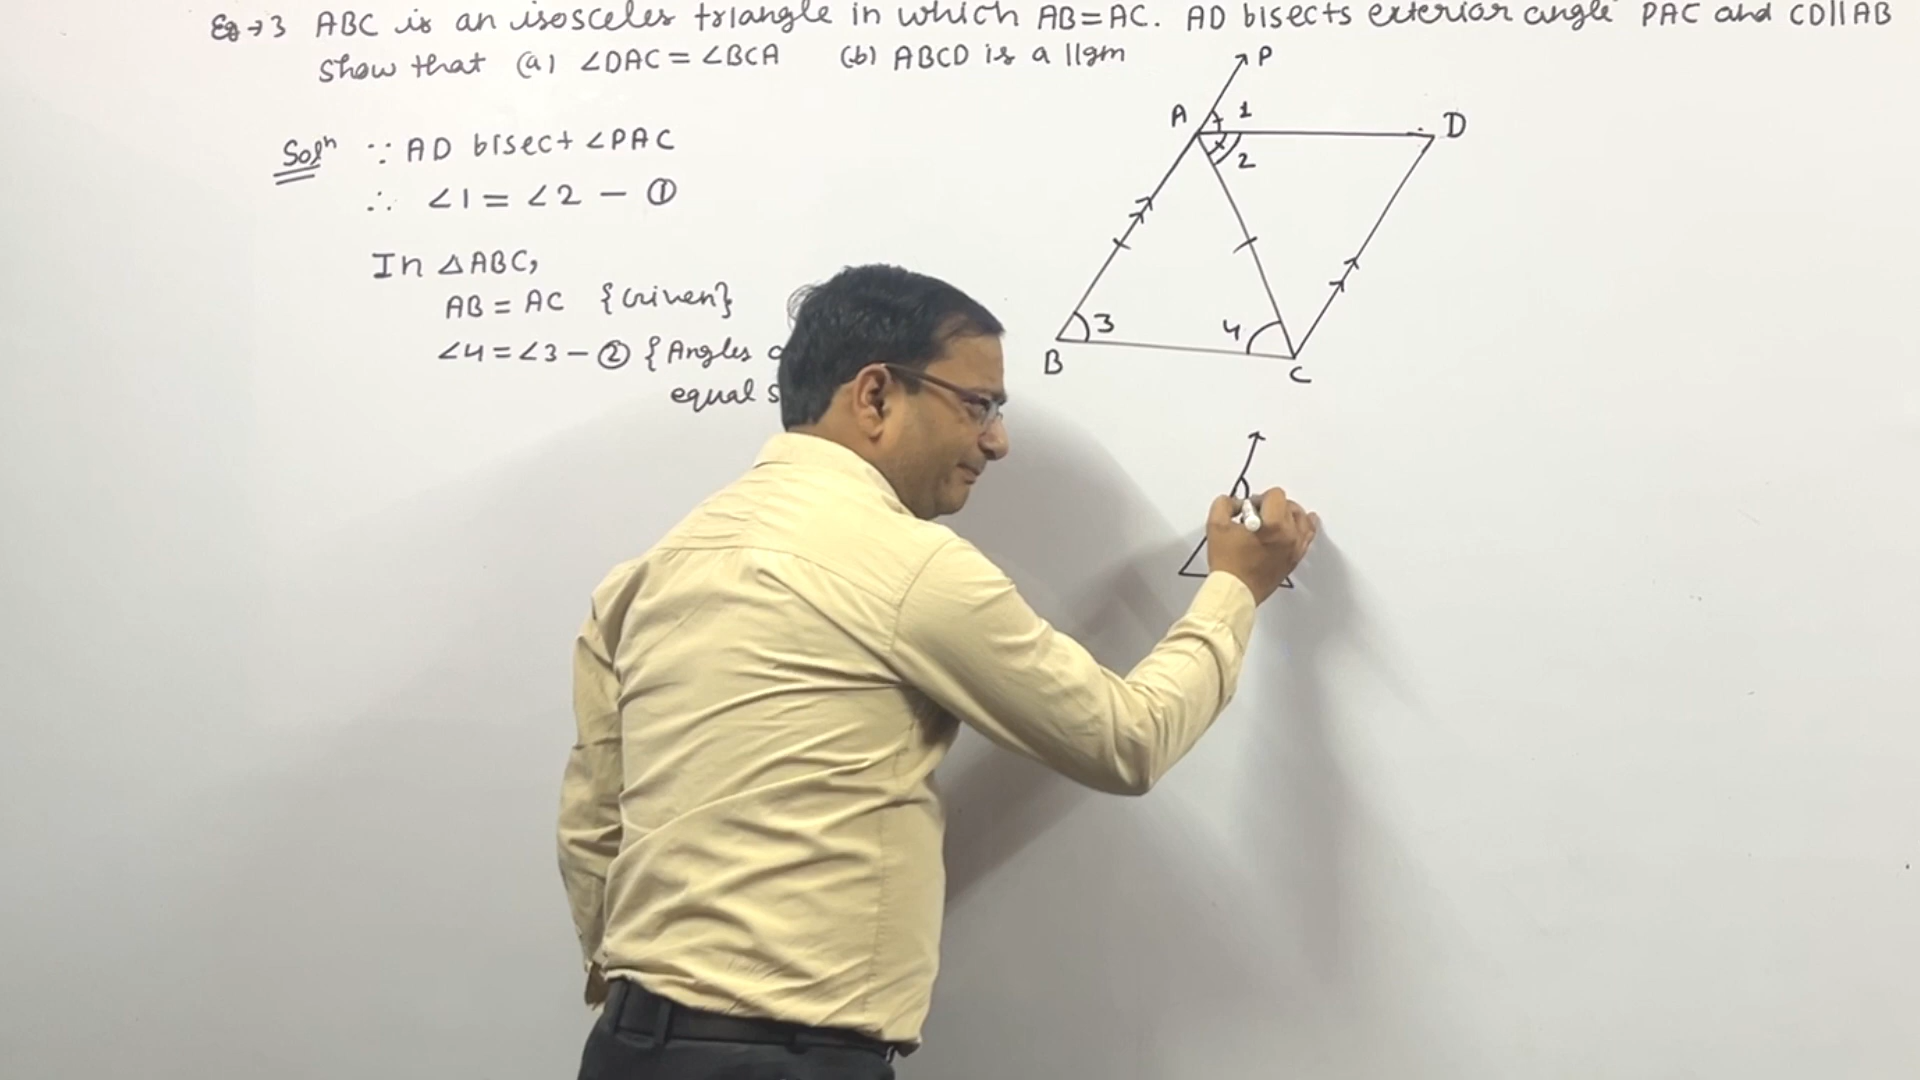 Eg → 3 ABC is an isosceles triangle in which AB = AC. AD bisects exterior angle PAC and CD || AB
show that (a) ∠DAC = ∠BCA (b) ABCD is a ||gm
Solⁿ ∵ AD bisect ∠PAC
∴ ∠1 = ∠2 — ①
In △ABC,
AB = AC {Given}
∠4 = ∠3 — ② {Angles
equal
P
A 1
D
2
3 4
B
C